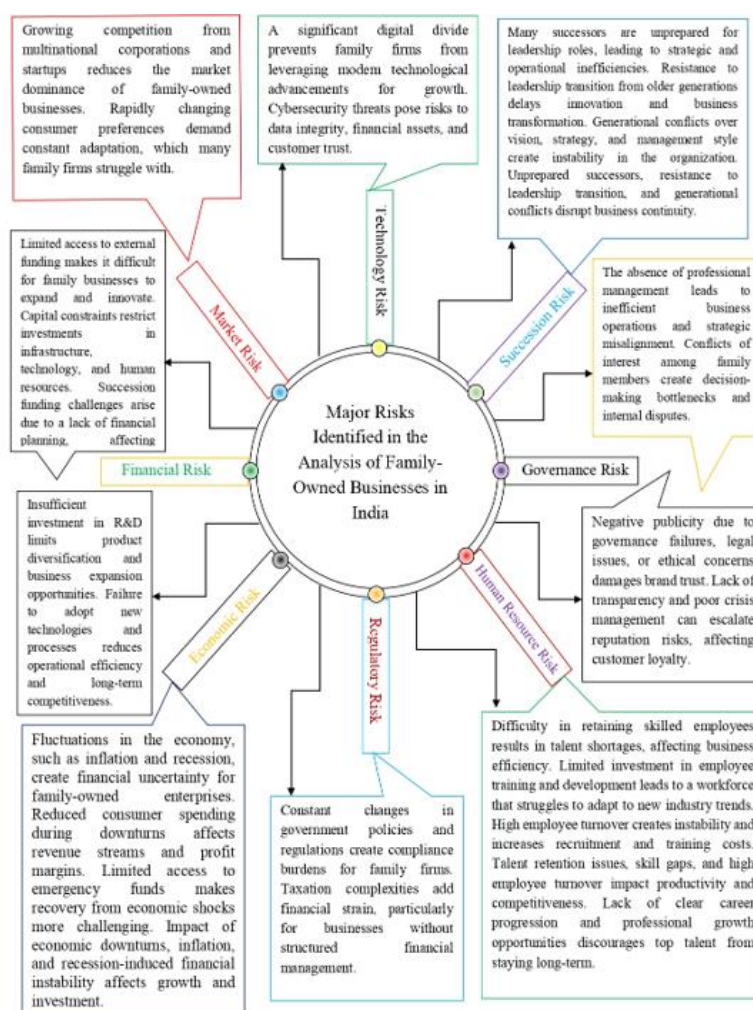 Growing competition from
multinational corporations and
startups reduces the market
dominance of family-owned
businesses. Rapidly changing
consumer preferences demand
constant adaptation, which many
family firms struggle with.
A significant digital divide
prevents family firms from
leveraging modern technological
advancements for growth.
Cybersecurity threats pose risks to
data integrity, financial assets, and
customer trust.
Many successors are unprepared for
leadership roles, leading to strategic and
operational inefficiencies. Resistance to
leadership transition from older generations
delays innovation and business
transformation. Generational conflicts over
vision, strategy, and management style
create instability in the organization.
Unprepared successors, resistance to
leadership transition, and generational
conflicts disrupt business continuity.
Limited access to external
funding makes it difficult
for family businesses to
expand and innovate.
Capital constraints restrict
investments in
infrastructure,
technology, and human
resources. Succession
funding challenges arise
due to a lack of financial
planning, affecting
Market Risk
Technology Risk
Succession Risk
The absence of professional
management leads to
inefficient business
operations and strategic
misalignment. Conflicts of
interest among family
members create decision-
making bottlenecks and
internal disputes.
Major Risks
Identified in the
Analysis of Family-
Owned Businesses in
India
Financial Risk
Governance Risk
Insufficient
investment in R&D
limits product
diversification and
business expansion
opportunities. Failure
to adopt new
technologies and
processes reduces
operational efficiency
and long-term
competitiveness.
Economic Risk
Regulatory Risk
Human Resource Risk
Negative publicity due to
governance failures, legal
issues, or ethical concerns
damages brand trust. Lack of
transparency and poor crisis
management can escalate
reputation risks, affecting
customer loyalty.
Fluctuations in the economy,
such as inflation and recession,
create financial uncertainty for
family-owned enterprises.
Reduced consumer spending
during downturns affects
revenue streams and profit
margins. Limited access to
emergency funds makes
recovery from economic shocks
more challenging. Impact of
economic downturns, inflation,
and recession-induced financial
instability affects growth and
investment.
Constant changes in
government policies and
regulations create compliance
burdens for family firms.
Taxation complexities add
financial strain, particularly
for businesses without
structured financial
management.
Difficulty in retaining skilled employees
results in talent shortages, affecting business
efficiency. Limited investment in employee
training and development leads to a workforce
that struggles to adapt to new industry trends.
High employee turnover creates instability and
increases recruitment and training costs.
Talent retention issues, skill gaps, and high
employee turnover impact productivity and
competitiveness. Lack of clear career
progression and professional growth
opportunities discourages top talent from
staying long-term.